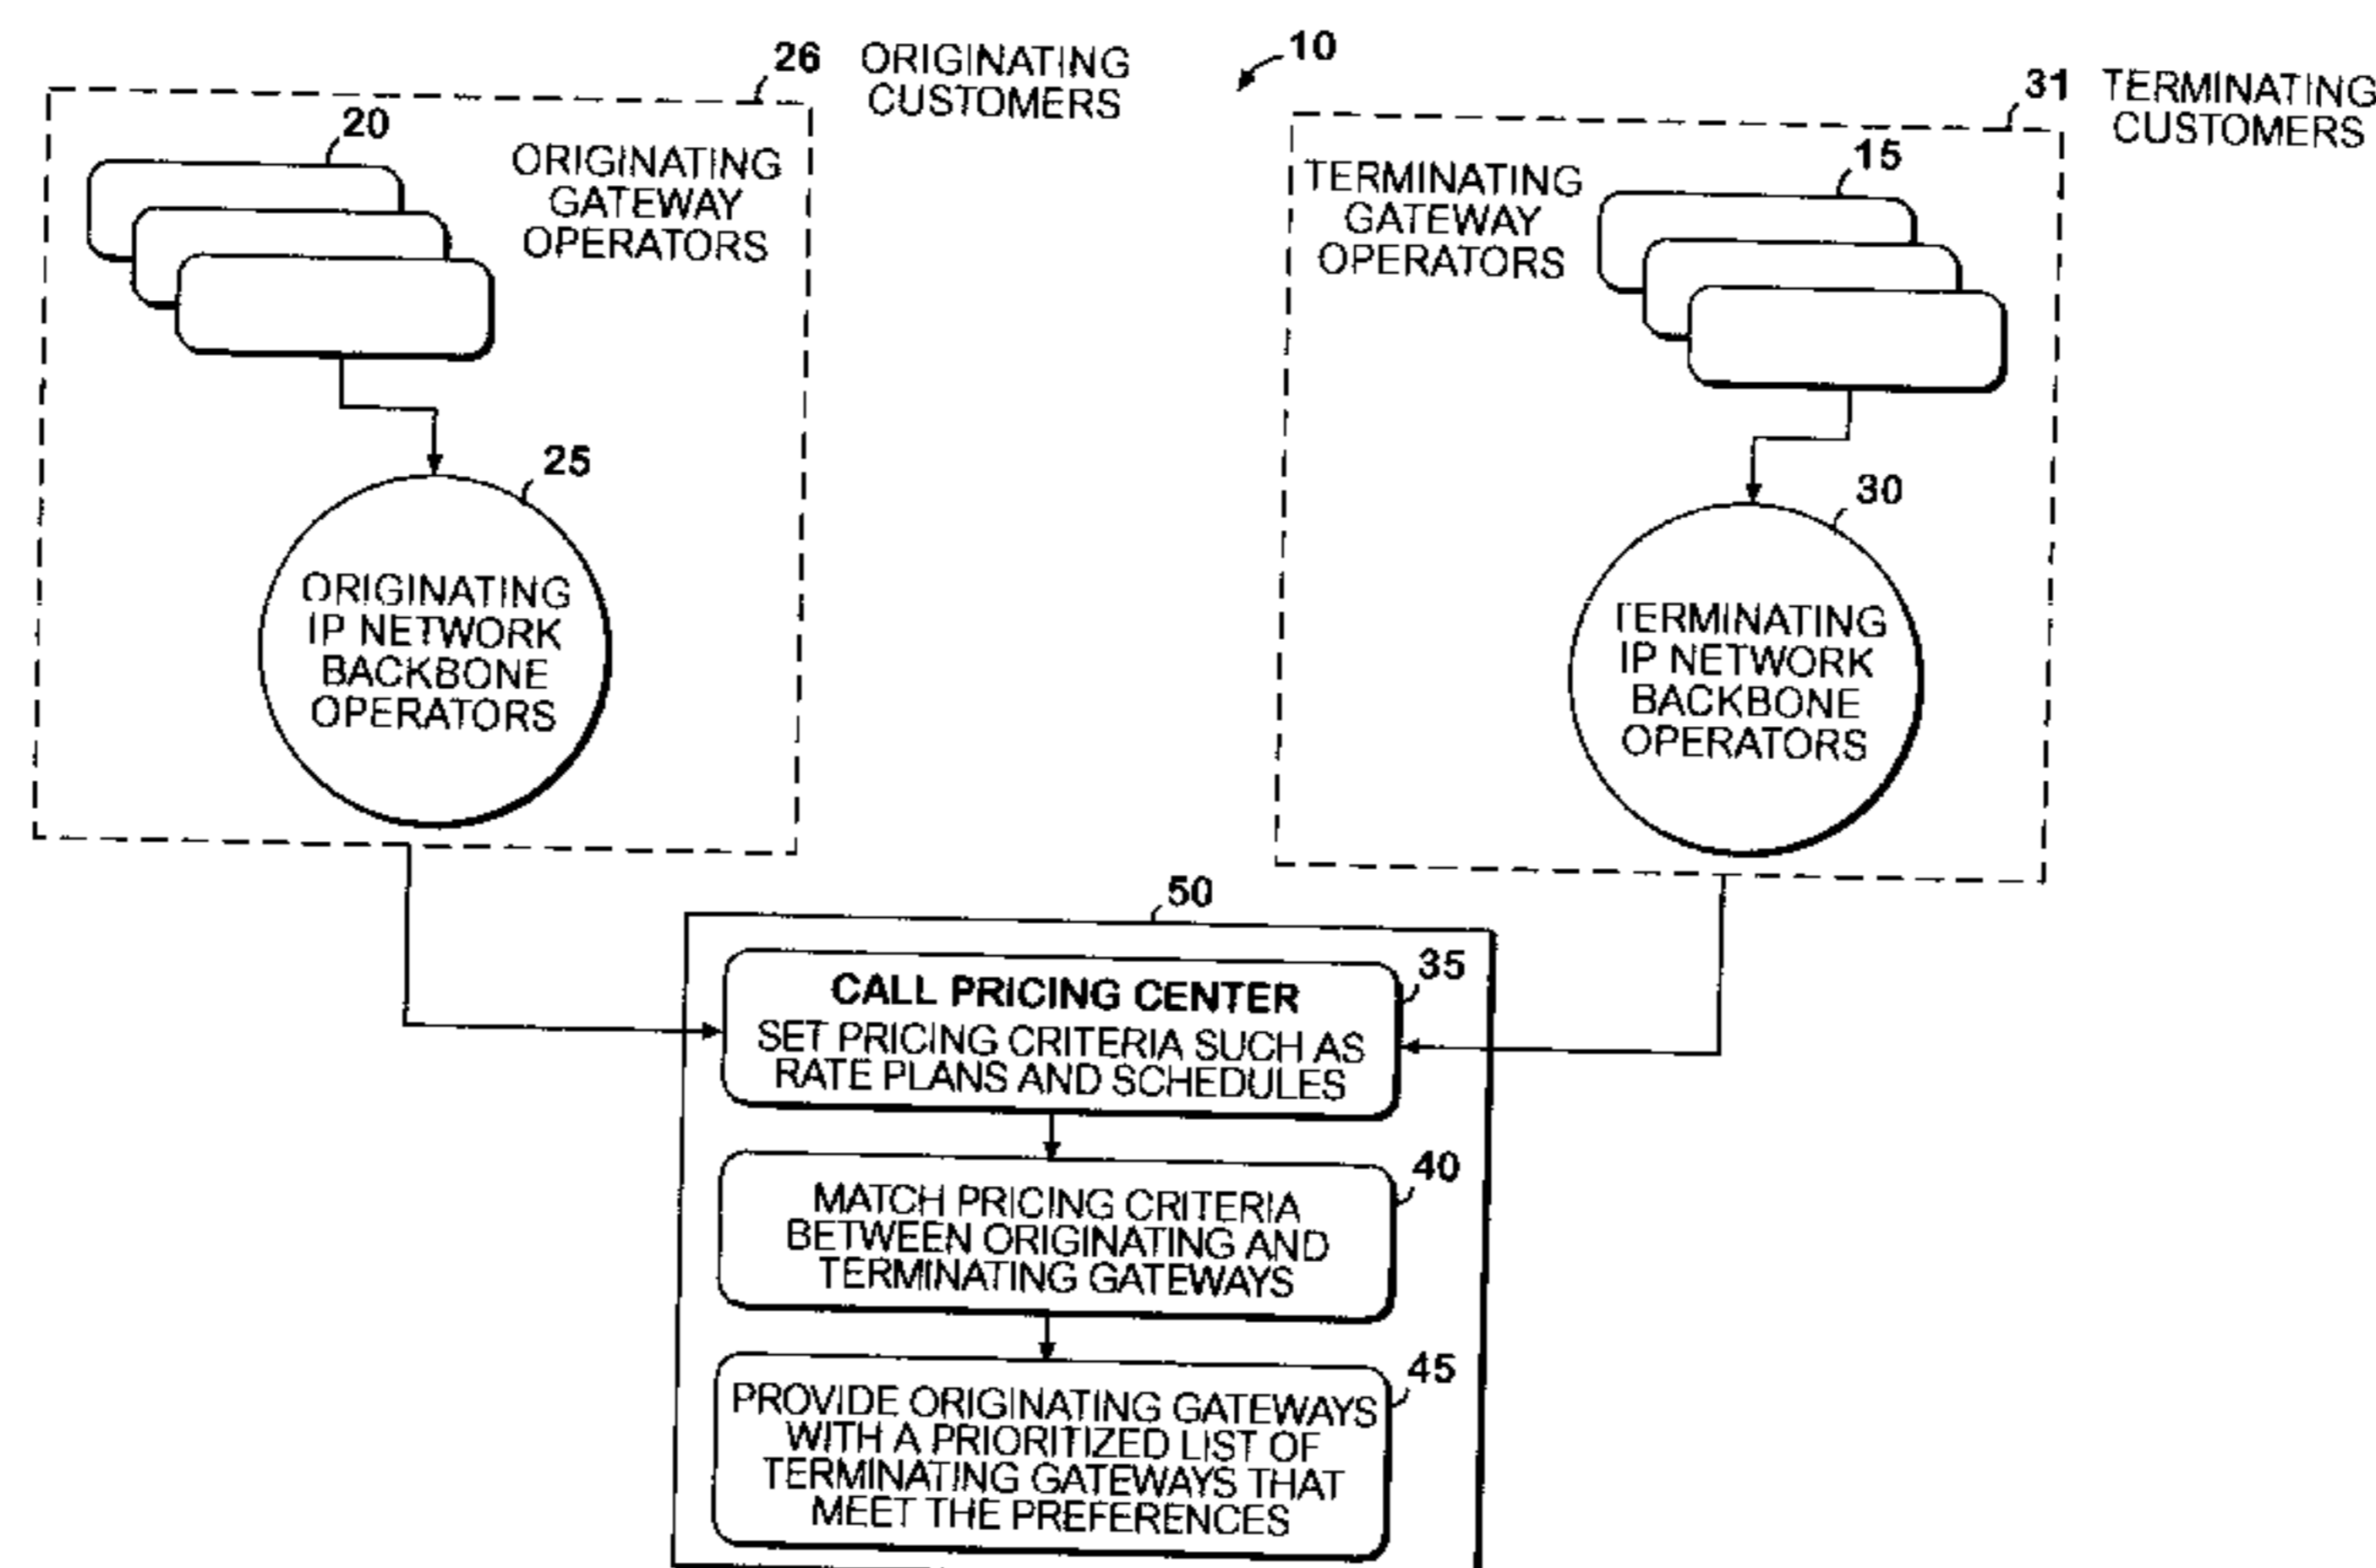 26
ORIGINATING
CUSTOMERS
10
31
TERMINATING
CUSTOMERS
20
ORIGINATING
GATEWAY
OPERATORS
25
ORIGINATING
IP NETWORK
BACKBONE
OPERATORS
TERMINATING
GATEWAY
OPERATORS
15
30
TERMINATING
IP NETWORK
BACKBONE
OPERATORS
50
35
CALL PRICING CENTER
SET PRICING CRITERIA SUCH AS
RATE PLANS AND SCHEDULES
40
MATCH PRICING CRITERIA
BETWEEN ORIGINATING AND
TERMINATING GATEWAYS
45
PROVIDE ORIGINATING GATEWAYS
WITH A PRIORITIZED LIST OF
TERMINATING GATEWAYS THAT
MEET THE PREFERENCES